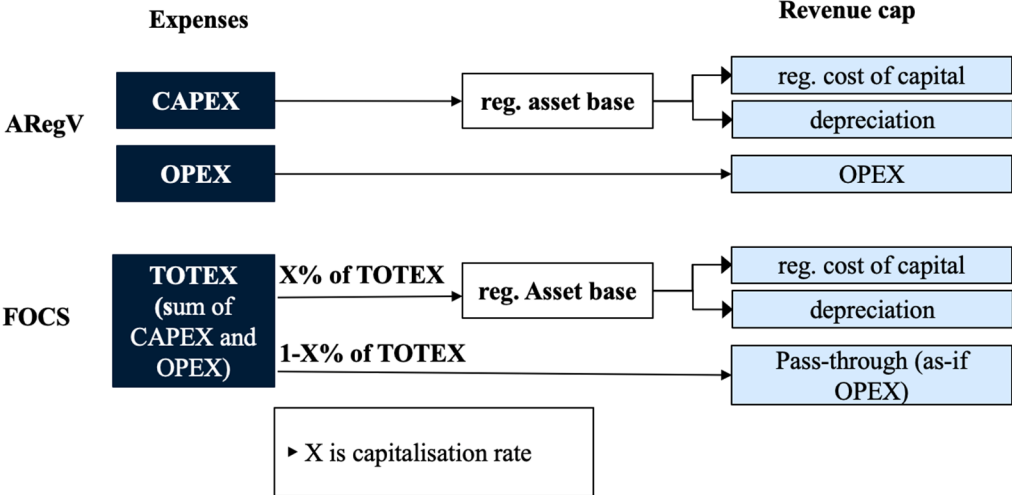 Expenses
Revenue cap
ARegV
CAPEX
reg. asset base
reg. cost of capital
depreciation
OPEX
OPEX
FOCS
TOTEX
(sum of
CAPEX and
OPEX)
X% of TOTEX
reg. Asset base
reg. cost of capital
depreciation
1-X% of TOTEX
Pass-through (as-if
OPEX)
X is capitalisation rate